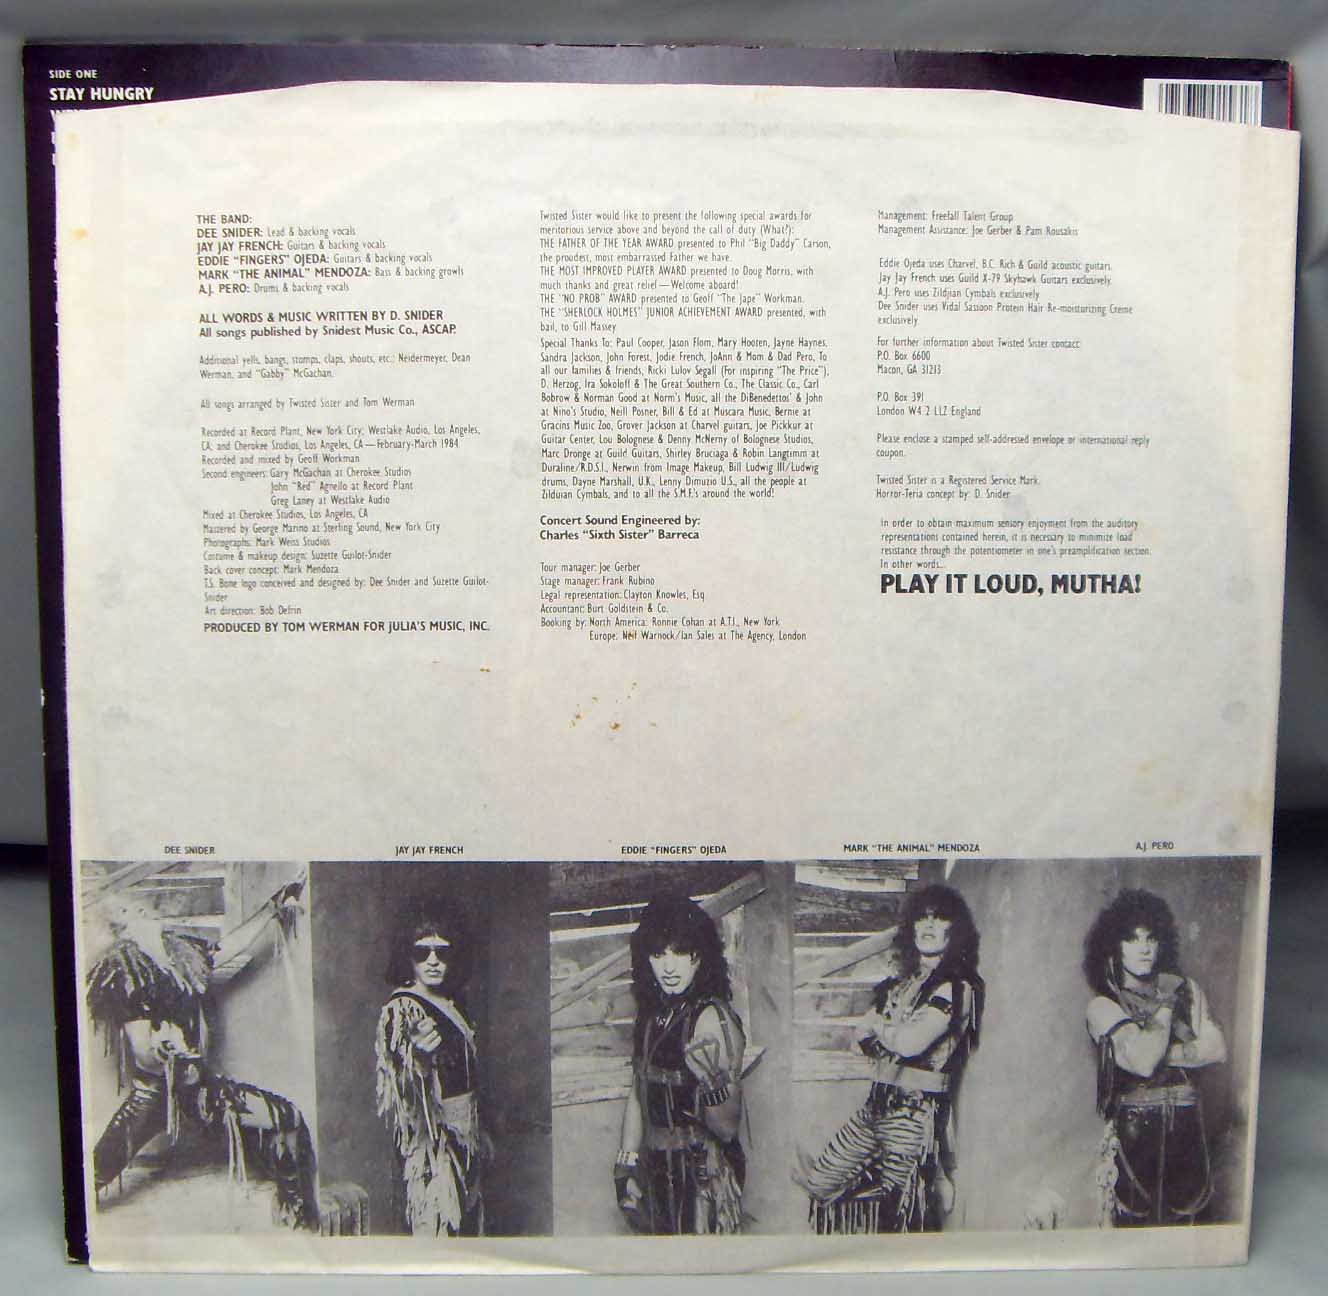 SIDE ONE
STAY HUNGRY
THE BAND:
DEE SNIDER: Lead & backing vocals
JAY JAY FRENCH: Guitars & backing vocals
EDDIE "FINGERS" OJEDA: Guitars & backing vocals
MARK "THE ANIMAL" MENDOZA: Bass & backing growls
A.J. PERO: Drums & backing vocals
ALL WORDS & MUSIC WRITTEN BY D. SNIDER
All songs published by Snidest Music Co., ASCAP.
Additional yells, bangs, stomps, claps, shouts, etc.: Neidermeyer, Dean
Werman, and "Gabby" McGachan.
All songs arranged by Twisted Sister and Tom Werman
Recorded at Record Plant, New York City; Westlake Audio, Los Angeles,
CA; and Cherokee Studios, Los Angeles, CA—February-March 1984
Recorded and mixed by Geoff Workman
Second engineers: Gary McGachan at Cherokee Studios
John "Red" Agnello at Record Plant
Greg Laney at Westlake Audio
Mixed at Cherokee Studios, Los Angeles, CA
Mastered by George Marino at Sterling Sound, New York City
Photographs: Mark Weiss Studios
Costume & makeup design: Suzette Guilot-Snider
Back cover concept: Mark Mendoza
T.S. Bone logo conceived and designed by: Dee Snider and Suzette Guilot-
Snider
Art direction: Bob Defrin
PRODUCED BY TOM WERMAN FOR JULIA'S MUSIC, INC.
Twisted Sister would like to present the following special awards for
meritorious service above and beyond the call of duty (What?):
THE FATHER OF THE YEAR AWARD presented to Phil "Big Daddy" Carson,
the proudest, most embarrassed Father we have.
THE MOST IMPROVED PLAYER AWARD presented to Doug Morris, with
much thanks and great relief—Welcome aboard!
THE "NO PROB" AWARD presented to Geoff "The Jape" Workman.
THE "SHERLOCK HOLMES" JUNIOR ACHIEVEMENT AWARD presented, with
bail, to Gill Massey
Special Thanks To: Paul Cooper, Jason Flom, Mary Hooten, Jayne Haynes,
Sandra Jackson, John Forest, Jodie French, JoAnn & Mom & Dad Pero, To
all our families & friends, Ricki Lulov Segall (For inspiring "The Price"),
D. Herzog, Ira Sokoloff & The Great Southern Co., The Classic Co., Carl
Bobrow & Norman Good at Norm's Music, all the DiBenedettos' & John
at Nino's Studio, Neill Posner, Bill & Ed at Muscara Music, Bernie at
Gracins Music Zoo, Grover Jackson at Charvel guitars, Joe Pickkur at
Guitar Center, Lou Bolognese & Denny McNerny of Bolognese Studios,
Marc Dronge at Guild Guitars, Shirley Bruciaga & Robin Langtimm at
Duraline/R.D.S.I., Nerwin from Image Makeup, Bill Ludwig III/Ludwig
drums, Dayne Marshall, U.K., Lenny Dimuzio U.S., all the people at
Zilduian Cymbals, and to all the S.M.F.'s around the world!
Concert Sound Engineered by:
Charles "Sixth Sister" Barreca
Tour manager: Joe Gerber
Stage manager: Frank Rubino
Legal representation: Clayton Knowles, Esq.
Accountant: Burt Goldstein & Co.
Booking by: North America: Ronnie Cohan at A.T.I., New York
Europe: Neil Warnock/Ian Sales at The Agency, London
Management: Freefall Talent Group
Management Assistance: Joe Gerber & Pam Rousakis
Eddie Ojeda uses Charvel, B.C. Rich & Guild acoustic guitars.
Jay Jay French uses Guild X-79 Skyhawk Guitars exclusively.
A.J. Pero uses Zildjian Cymbals exclusively
Dee Snider uses Vidal Sassoon Protein Hair Re-moisturizing Creme
exclusively
For further information about Twisted Sister contact:
P.O. Box 6600
Macon, GA 31213
P.O. Box 391
London W4 2 LLZ England
Please enclose a stamped self-addressed envelope or international reply
coupon.
Twisted Sister is a Registered Service Mark.
Horror-Teria concept by: D. Snider
In order to obtain maximum sensory enjoyment from the auditory
representations contained herein, it is necessary to minimize load
resistance through the potentiometer in one's preamplification section.
In other words...
PLAY IT LOUD, MUTHA!
DEE SNIDER
JAY JAY FRENCH
EDDIE "FINGERS" OJEDA
MARK "THE ANIMAL" MENDOZA
A.J. PERO